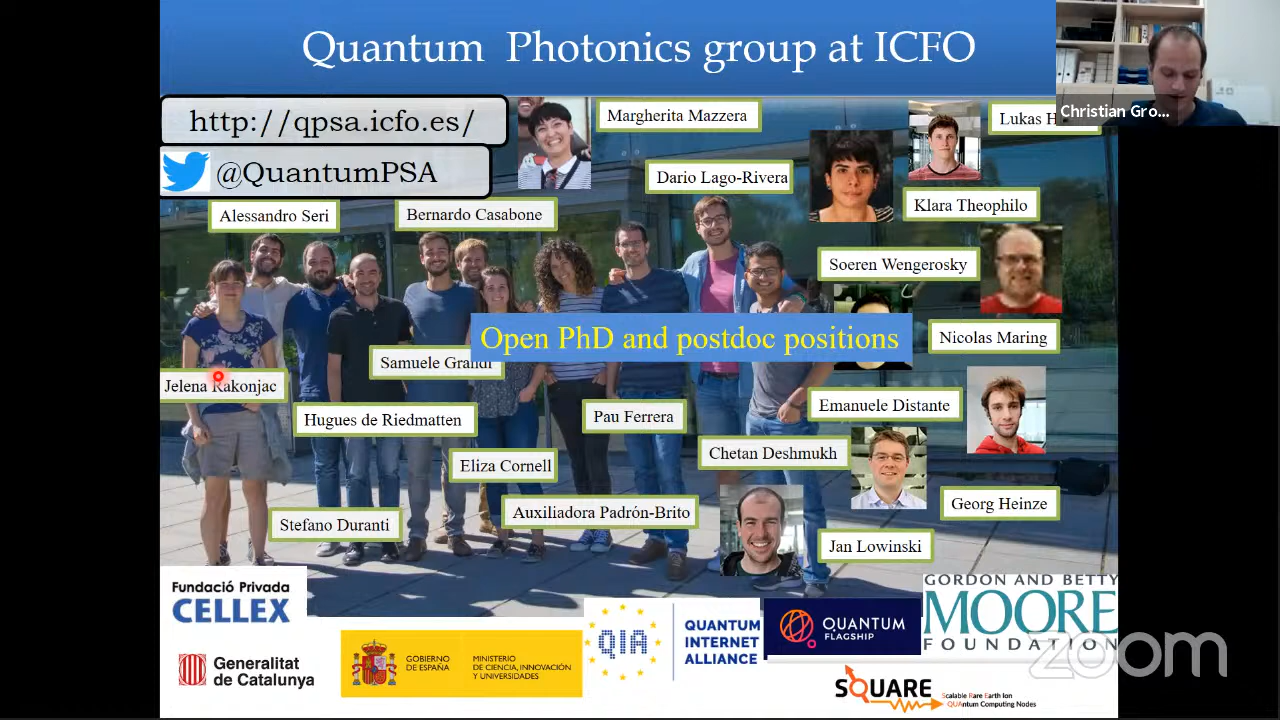 Quantum Photonics group at ICFO
http://qpsa.icfo.es/
@QuantumPSA
Margherita Mazzera
Lukas H
Christian Gro...
Dario Lago-Rivera
Klara Theophilo
Alessandro Seri
Bernardo Casabone
Soeren Wengerosky
Open PhD and postdoc positions
Nicolas Maring
Samuele Grandi
Jelena Rakonjac
Emanuele Distante
Hugues de Riedmatten
Pau Ferrera
Chetan Deshmukh
Eliza Cornell
Georg Heinze
Auxiliadora Padrón-Brito
Stefano Duranti
Jan Lowinski
Fundació Privada
CELLEX
Generalitat
de Catalunya
GOBIERNO
DE ESPAÑA
MINISTERIO
DE CIENCIA, INNOVACIÓN
Y UNIVERSIDADES
QIA
QUANTUM
INTERNET
ALLIANCE
QUANTUM
FLAGSHIP
GORDON AND BETTY
MOORE
FOUNDATION
zoom
SQUARE
Scalable Rare Earth Ion
QUAntum Computing Nodes